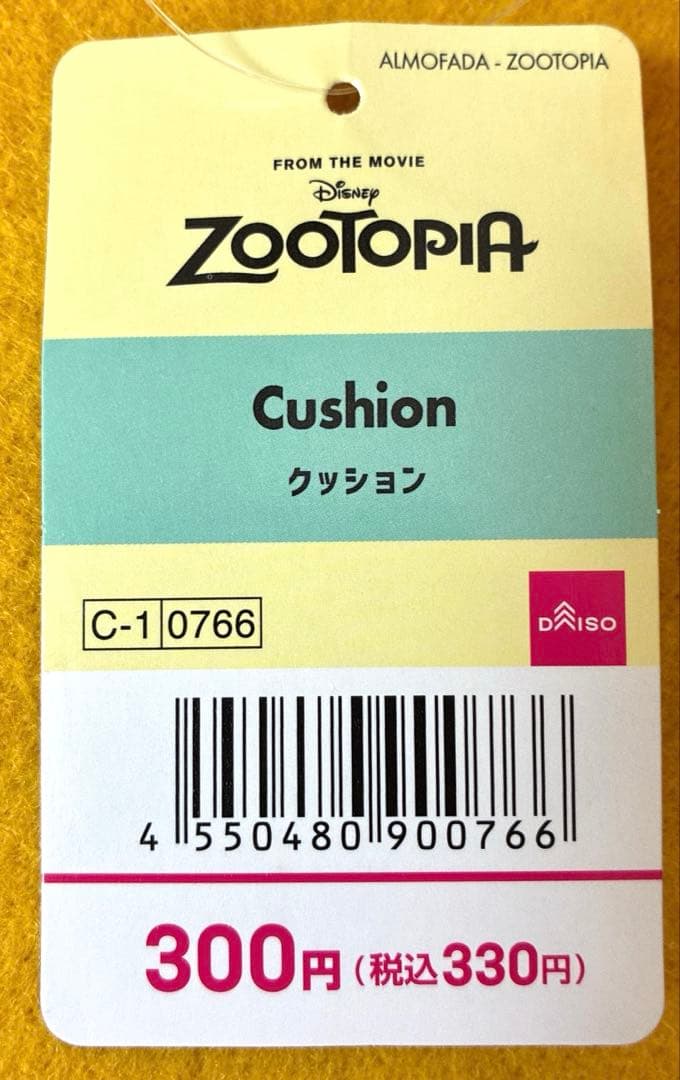 ALMOFADA - ZOOTOPIA
FROM THE MOVIE
Disney
ZOOTOPIA
Cushion
クッション
C-1 0766
DAISO
4 550480 900766
300円(税込330円)